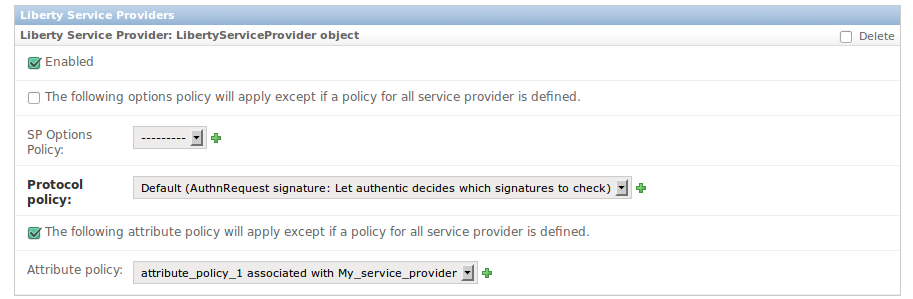 Liberty Service Providers
Liberty Service Provider: LibertyServiceProvider object
Delete
Enabled
The following options policy will apply except if a policy for all service provider is defined.
SP Options
Policy:
---------
Protocol
policy:
Default (AuthnRequest signature: Let authentic decides which signatures to check)
The following attribute policy will apply except if a policy for all service provider is defined.
Attribute policy:
attribute_policy_1 associated with My_service_provider